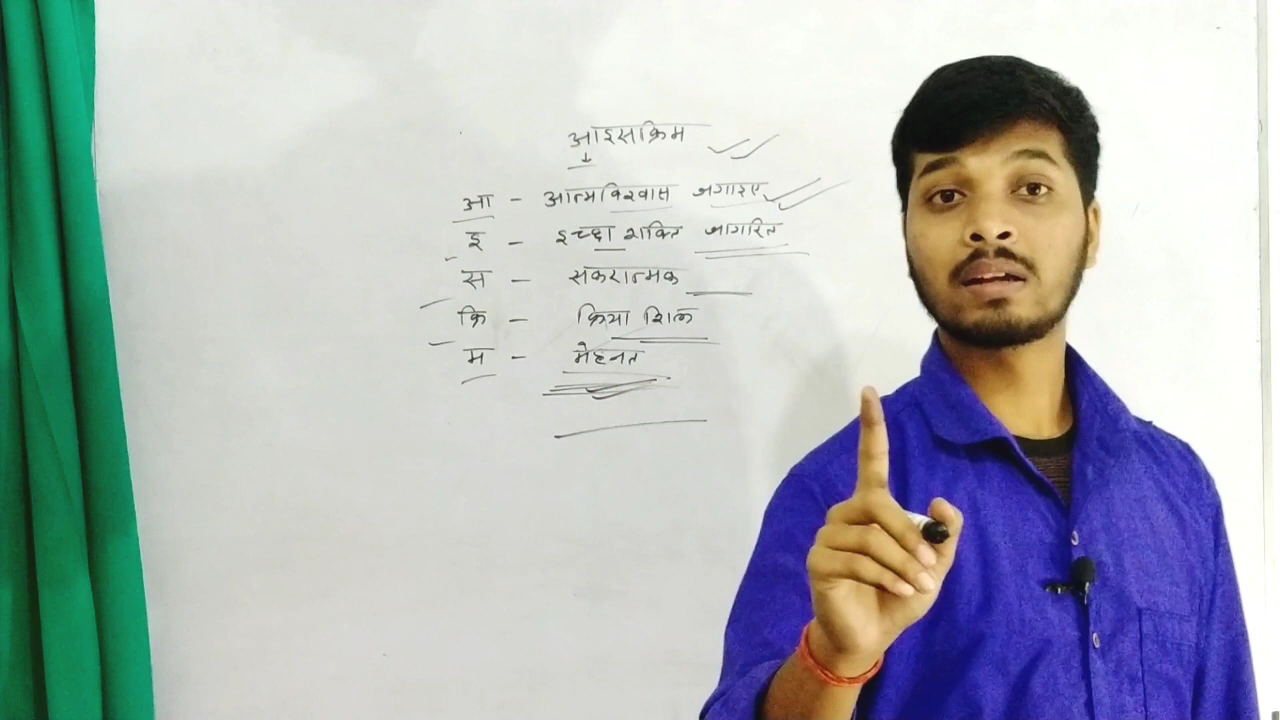 आइसक्रिम
आ - आत्मविश्वास जगाइए
इ - इच्छा शक्ति जागरित
स - सकरात्मक
क्रि - क्रिया शिल
म - मेहनत